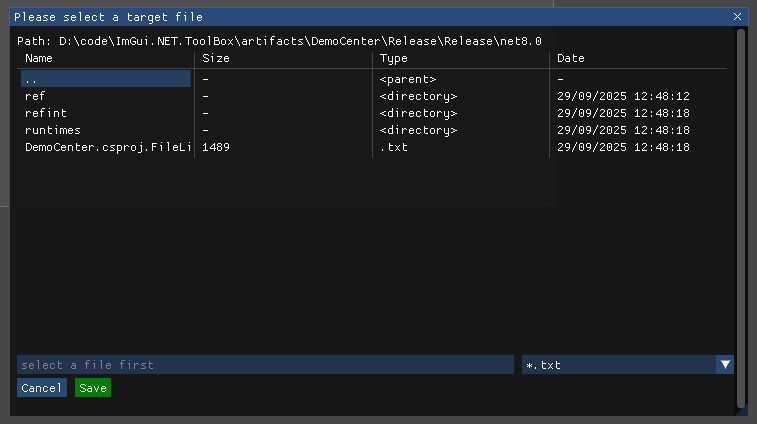 Please select a target file
Path: D:\code\ImGui.NET.ToolBox\artifacts\DemoCenter\Release\Release\net8.0
Name Size Type Date
.. - <parent> -
ref - <directory> 29/09/2025 12:48:12
refint - <directory> 29/09/2025 12:48:18
runtimes - <directory> 29/09/2025 12:48:18
DemoCenter.csproj.FileLi 1489 .txt 29/09/2025 12:48:18
select a file first *.txt
Cancel Save